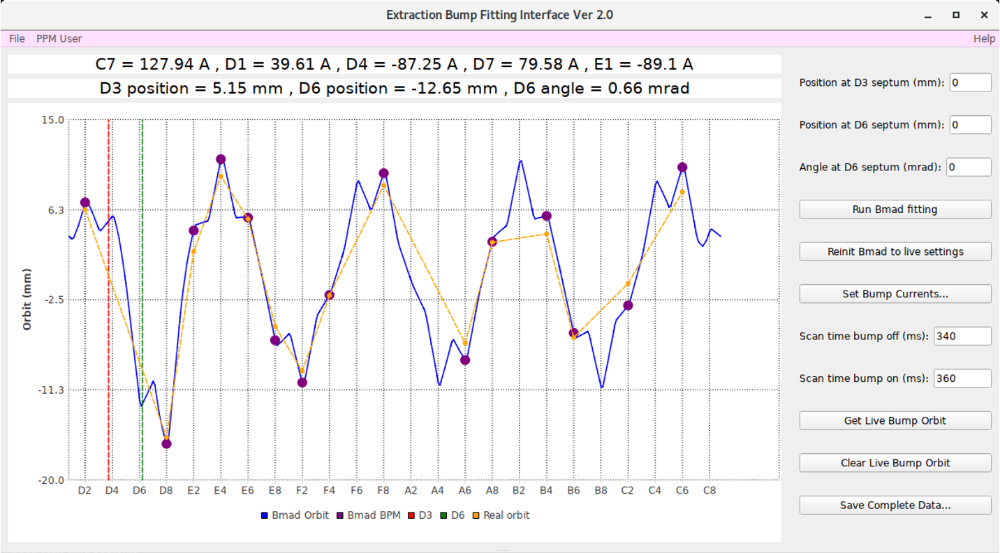 Extraction Bump Fitting Interface Ver 2.0
File PPM User Help
C7 = 127.94 A , D1 = 39.61 A , D4 = -87.25 A , D7 = 79.58 A , E1 = -89.1 A
D3 position = 5.15 mm , D6 position = -12.65 mm , D6 angle = 0.66 mrad
15.0
6.3
-2.5
-11.3
-20.0
Orbit (mm)
D2 D4 D6 D8 E2 E4 E6 E8 F2 F4 F6 F8 A2 A4 A6 A8 B2 B4 B6 B8 C2 C4 C6 C8
Bmad Orbit Bmad BPM D3 D6 Real orbit
Position at D3 septum (mm): 0
Position at D6 septum (mm): 0
Angle at D6 septum (mrad): 0
Run Bmad fitting
Reinit Bmad to live settings
Set Bump Currents...
Scan time bump off (ms): 340
Scan time bump on (ms): 360
Get Live Bump Orbit
Clear Live Bump Orbit
Save Complete Data...